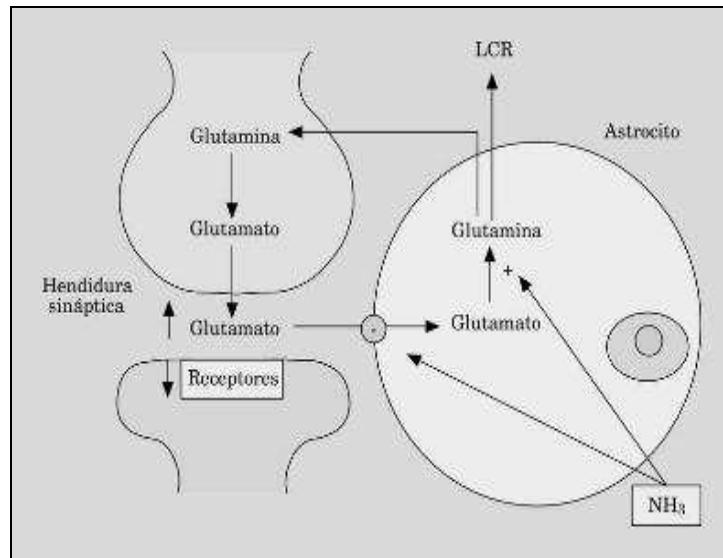 LCR
Astrocito
Glutamina
Glutamina
Glutamato
Hendidura
sináptica
Glutamato
Glutamato
+
Receptores
NH₃